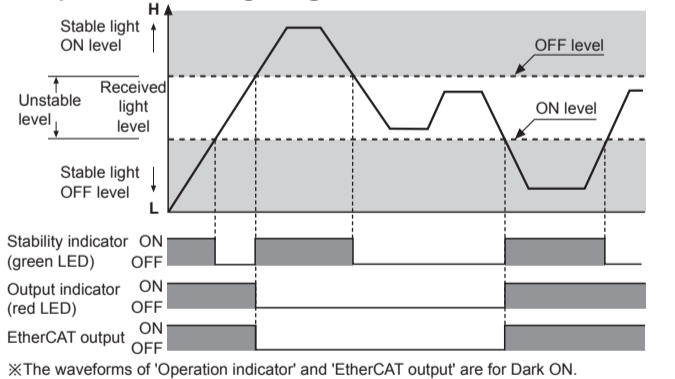 H
Stable light
ON level
OFF level
Unstable
level
Received
light
level
ON level
Stable light
OFF level
L
Stability indicator
(green LED)
ON
OFF
Output indicator
(red LED)
ON
OFF
EtherCAT output
ON
OFF
※The waveforms of 'Operation indicator' and 'EtherCAT output' are for Dark ON.